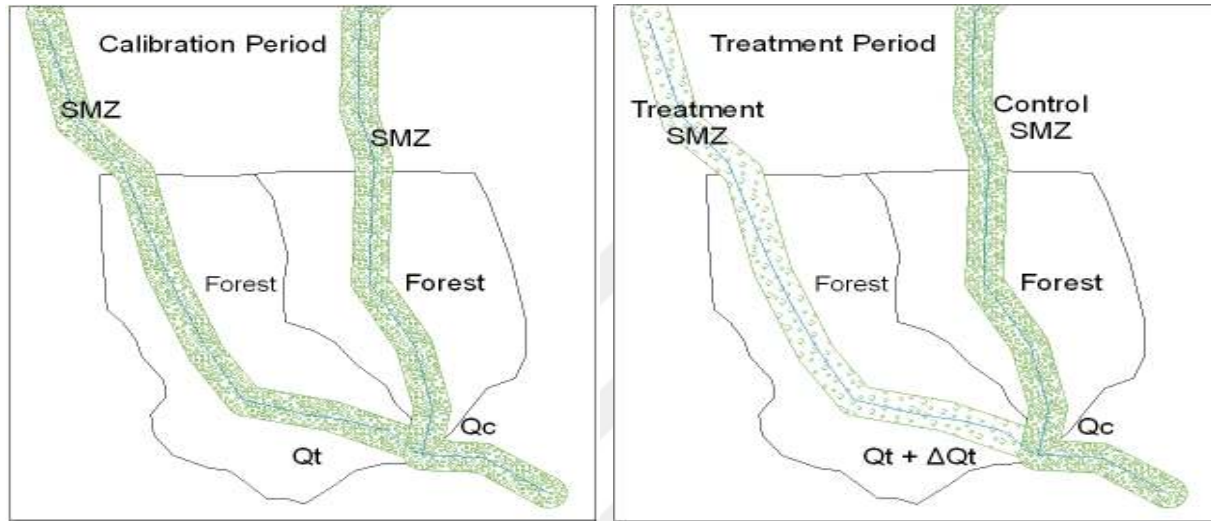 Calibration Period
SMZ
SMZ
Forest
Forest
Qc
Qt
Treatment Period
Treatment
SMZ
Control
SMZ
Forest
Forest
Qc
Qt + ΔQt